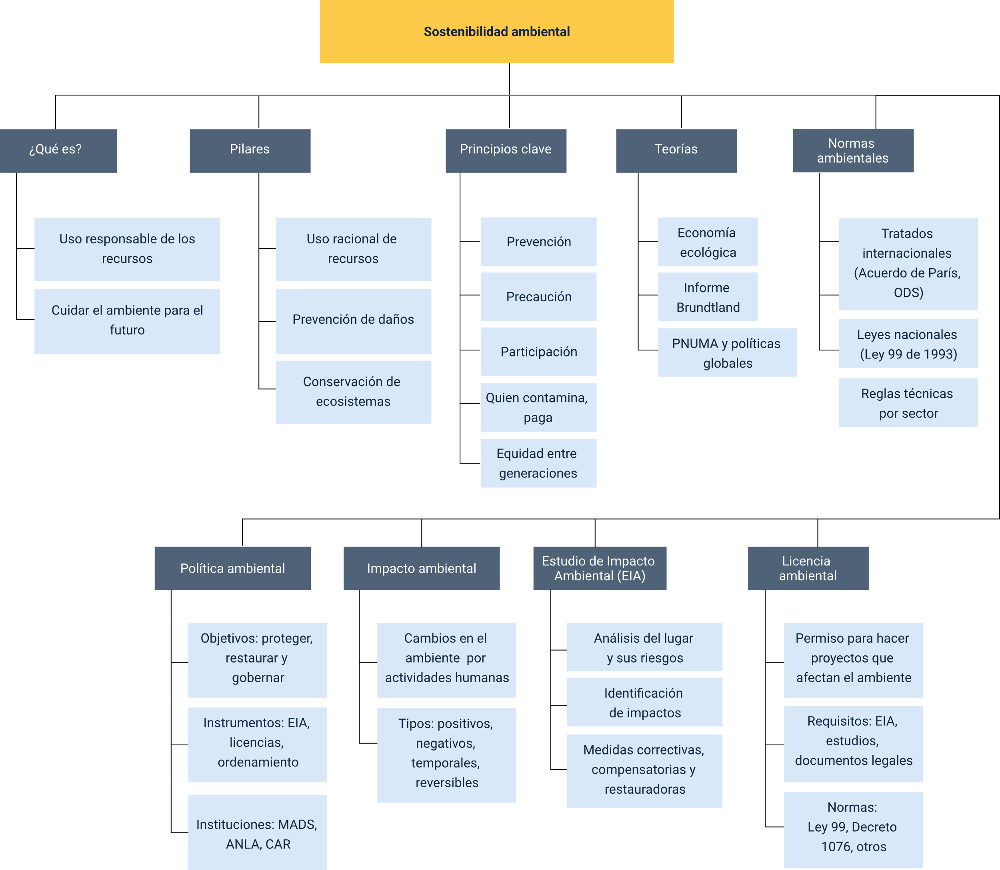 Sostenibilidad ambiental
¿Qué es?
Uso responsable de los
recursos
Cuidar el ambiente para el
futuro
Pilares
Uso racional de
recursos
Prevención de daños
Conservación de
ecosistemas
Principios clave
Prevención
Precaución
Participación
Quien contamina,
paga
Equidad entre
generaciones
Teorías
Economía
ecológica
Informe
Brundtland
PNUMA y políticas
globales
Normas
ambientales
Tratados
internacionales
(Acuerdo de París,
ODS)
Leyes nacionales
(Ley 99 de 1993)
Reglas técnicas
por sector
Política ambiental
Objetivos: proteger,
restaurar y
gobernar
Instrumentos: EIA,
licencias,
ordenamiento
Instituciones: MADS,
ANLA, CAR
Impacto ambiental
Cambios en el
ambiente por
actividades humanas
Tipos: positivos,
negativos,
temporales,
reversibles
Estudio de Impacto
Ambiental (EIA)
Análisis del lugar
y sus riesgos
Identificación
de impactos
Medidas correctivas,
compensatorias y
restauradoras
Licencia
ambiental
Permiso para hacer
proyectos que
afectan el ambiente
Requisitos: EIA,
estudios,
documentos legales
Normas:
Ley 99, Decreto
1076, otros